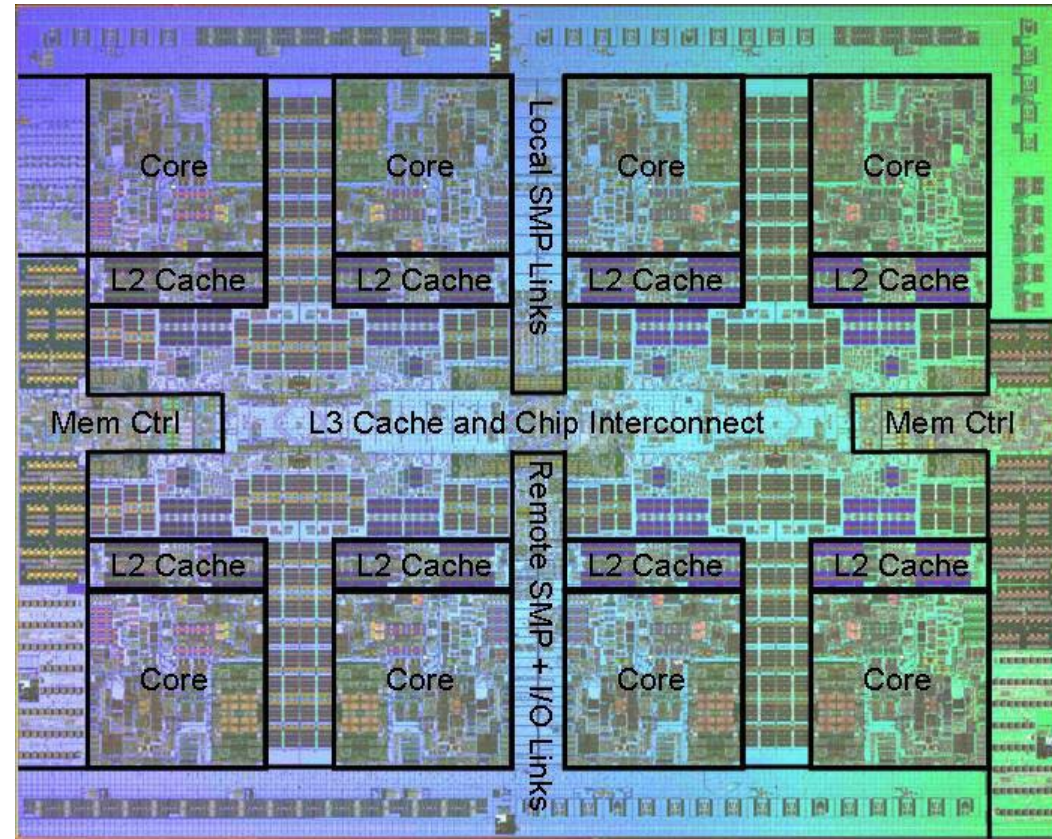 Core
Core
Local SMP Links
Core
Core
L2 Cache
L2 Cache
L2 Cache
L2 Cache
Mem Ctrl
L3 Cache and Chip Interconnect
Mem Ctrl
L2 Cache
L2 Cache
Remote SMP + I/O Links
L2 Cache
L2 Cache
Core
Core
Core
Core